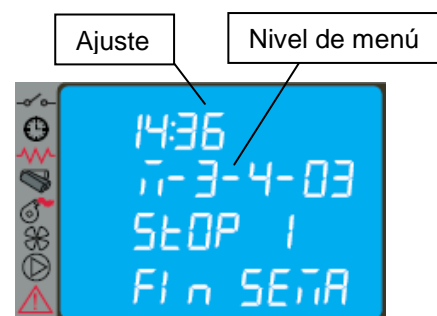 Ajuste
Nivel de menú
14:36
M-3-4-03
StOP 1
FIn SEMA